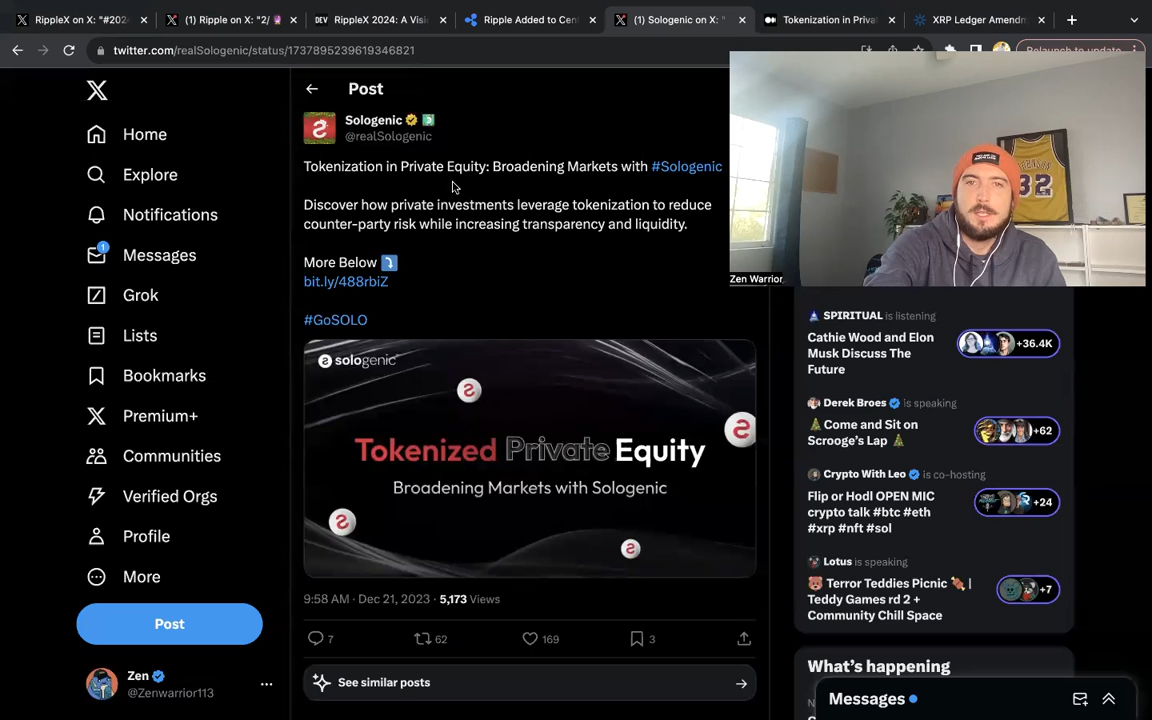 RippleX on X: "#202
(1) Ripple on X: "2/
DEV
RippleX 2024: A Visi
Ripple Added to Cen
(1) Sologenic on X: "
Tokenization in Priva
XRP Ledger Amendm
twitter.com/realSologenic/status/1737895239619346821
Relaunch to update
Home
Explore
Notifications
1
Messages
Grok
Lists
Bookmarks
Premium+
Communities
Verified Orgs
Profile
More
Post
Zen
@Zenwarrior113
Post
Sologenic
@realSologenic
Tokenization in Private Equity: Broadening Markets with #Sologenic
Discover how private investments leverage tokenization to reduce
counter-party risk while increasing transparency and liquidity.
More Below
bit.ly/488rbiZ
#GoSOLO
sologenic
Tokenized Private Equity
Broadening Markets with Sologenic
9:58 AM · Dec 21, 2023 · 5,173 Views
7
62
169
3
See similar posts
32
Zen Warrior
SPIRITUAL is listening
Cathie Wood and Elon
Musk Discuss The
Future
+36.4K
Derek Broes is speaking
🎄Come and Sit on
Scrooge's Lap 🎄
+62
Crypto With Leo is co-hosting
Flip or Hodl OPEN MIC
crypto talk #btc #eth
#xrp #nft #sol
+24
Lotus is speaking
🐻 Terror Teddies Picnic 🍬 |
Teddy Games rd 2 +
Community Chill Space
+7
What's happening
Messages